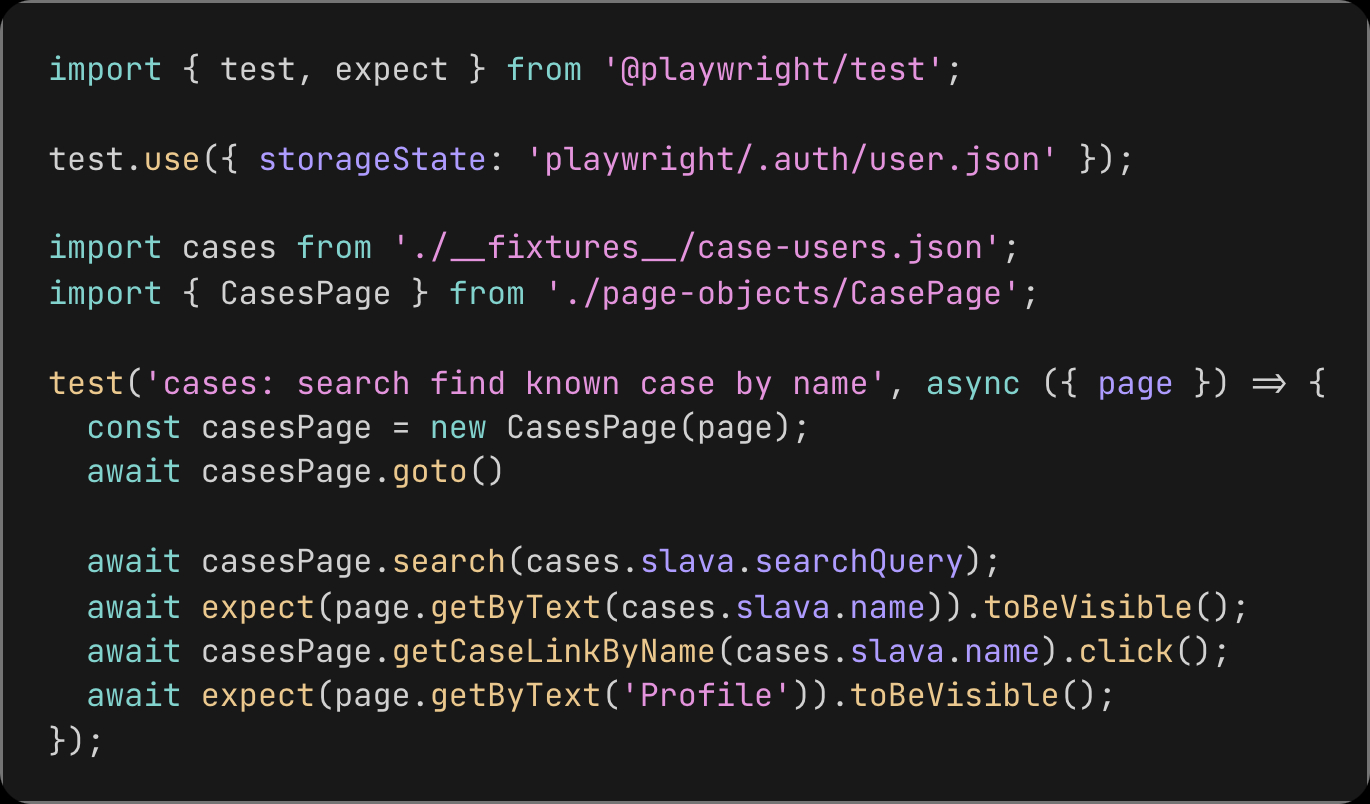 import { test, expect } from '@playwright/test';
test.use({ storageState: 'playwright/.auth/user.json' });
import cases from './__fixtures__/case-users.json';
import { CasesPage } from './page-objects/CasePage';
test('cases: search find known case by name', async ({ page }) => {
  const casesPage = new CasesPage(page);
  await casesPage.goto()
  await casesPage.search(cases.slava.searchQuery);
  await expect(page.getByText(cases.slava.name)).toBeVisible();
  await casesPage.getCaseLinkByName(cases.slava.name).click();
  await expect(page.getByText('Profile')).toBeVisible();
});